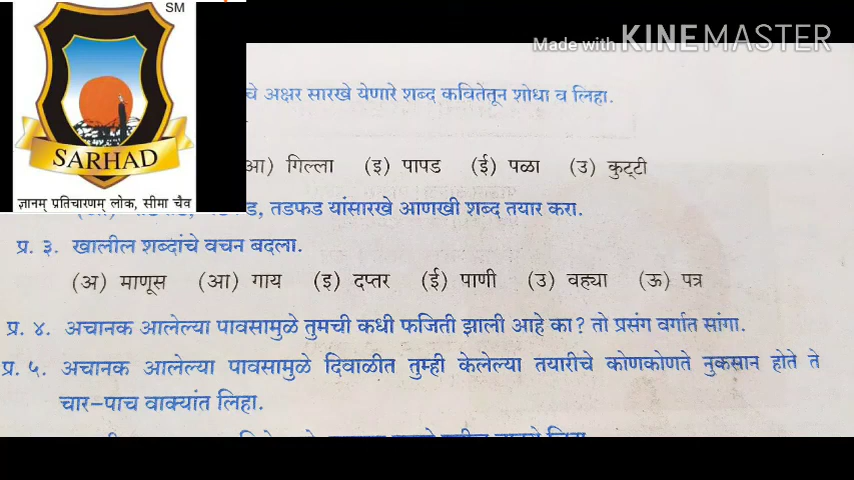 SM
Made with KINEMASTER
SARHAD
ज्ञानम् प्रतिचारणम् लोक, सीमा चैव
चे अक्षर सारखे येणारे शब्द कवितेतून शोधा व लिहा.
आ) गिल्ला (इ) पापड (ई) पळा (उ) कुट्टी
तडफड यांसारखे आणखी शब्द तयार करा.
प्र. ३. खालील शब्दांचे वचन बदला.
(अ) माणूस (आ) गाय (इ) दप्तर (ई) पाणी (उ) वह्या (ऊ) पत्र
प्र. ४. अचानक आलेल्या पावसामुळे तुमची कधी फजिती झाली आहे का? तो प्रसंग वर्गात सांगा.
प्र. ५. अचानक आलेल्या पावसामुळे दिवाळीत तुम्ही केलेल्या तयारीचे कोणकोणते नुकसान होते ते
चार-पाच वाक्यांत लिहा.